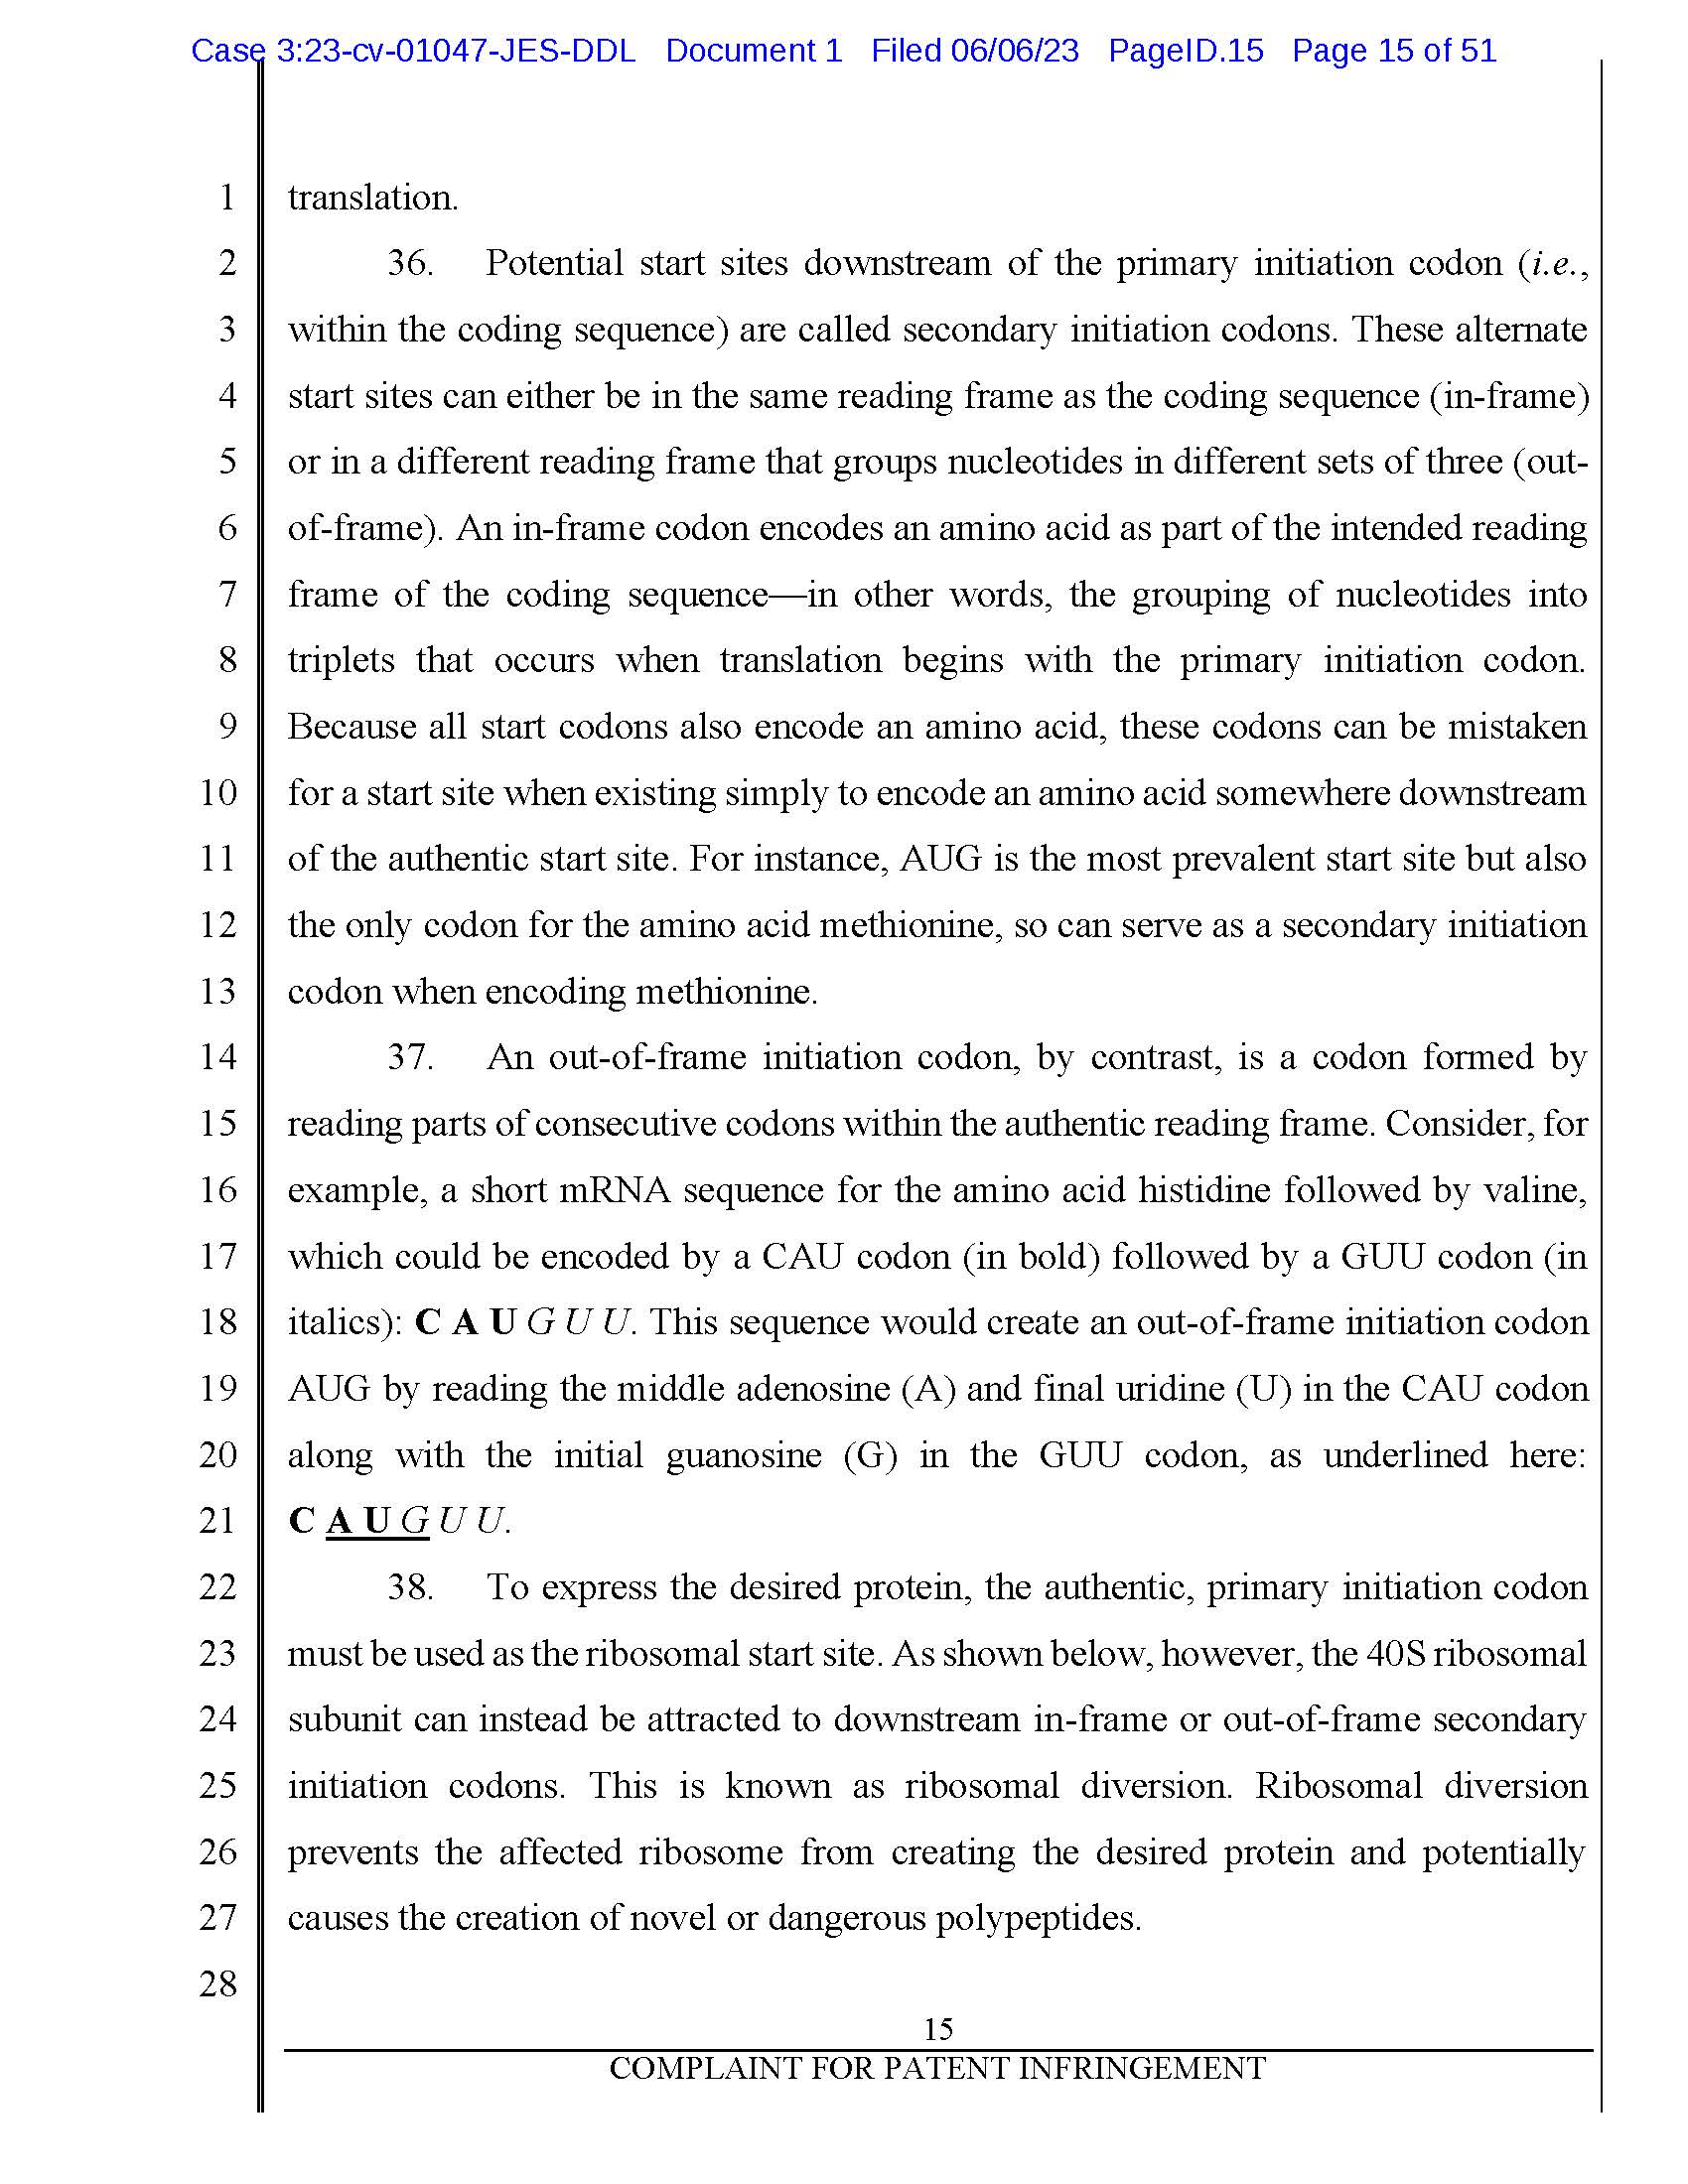 Case 3:23-cv-01047-JES-DDL Document 1 Filed 06/06/23 PageID.15 Page 15 of 51
1 translation.
2 36. Potential start sites downstream of the primary initiation codon (i.e.,
3 within the coding sequence) are called secondary initiation codons. These alternate
4 start sites can either be in the same reading frame as the coding sequence (in-frame)
5 or in a different reading frame that groups nucleotides in different sets of three (out-
6 of-frame). An in-frame codon encodes an amino acid as part of the intended reading
7 frame of the coding sequence—in other words, the grouping of nucleotides into
8 triplets that occurs when translation begins with the primary initiation codon.
9 Because all start codons also encode an amino acid, these codons can be mistaken
10 for a start site when existing simply to encode an amino acid somewhere downstream
11 of the authentic start site. For instance, AUG is the most prevalent start site but also
12 the only codon for the amino acid methionine, so can serve as a secondary initiation
13 codon when encoding methionine.
14 37. An out-of-frame initiation codon, by contrast, is a codon formed by
15 reading parts of consecutive codons within the authentic reading frame. Consider, for
16 example, a short mRNA sequence for the amino acid histidine followed by valine,
17 which could be encoded by a CAU codon (in bold) followed by a GUU codon (in
18 italics): C A U G U U. This sequence would create an out-of-frame initiation codon
19 AUG by reading the middle adenosine (A) and final uridine (U) in the CAU codon
20 along with the initial guanosine (G) in the GUU codon, as underlined here:
21 C A U G U U.
22 38. To express the desired protein, the authentic, primary initiation codon
23 must be used as the ribosomal start site. As shown below, however, the 40S ribosomal
24 subunit can instead be attracted to downstream in-frame or out-of-frame secondary
25 initiation codons. This is known as ribosomal diversion. Ribosomal diversion
26 prevents the affected ribosome from creating the desired protein and potentially
27 causes the creation of novel or dangerous polypeptides.
28
15
COMPLAINT FOR PATENT INFRINGEMENT